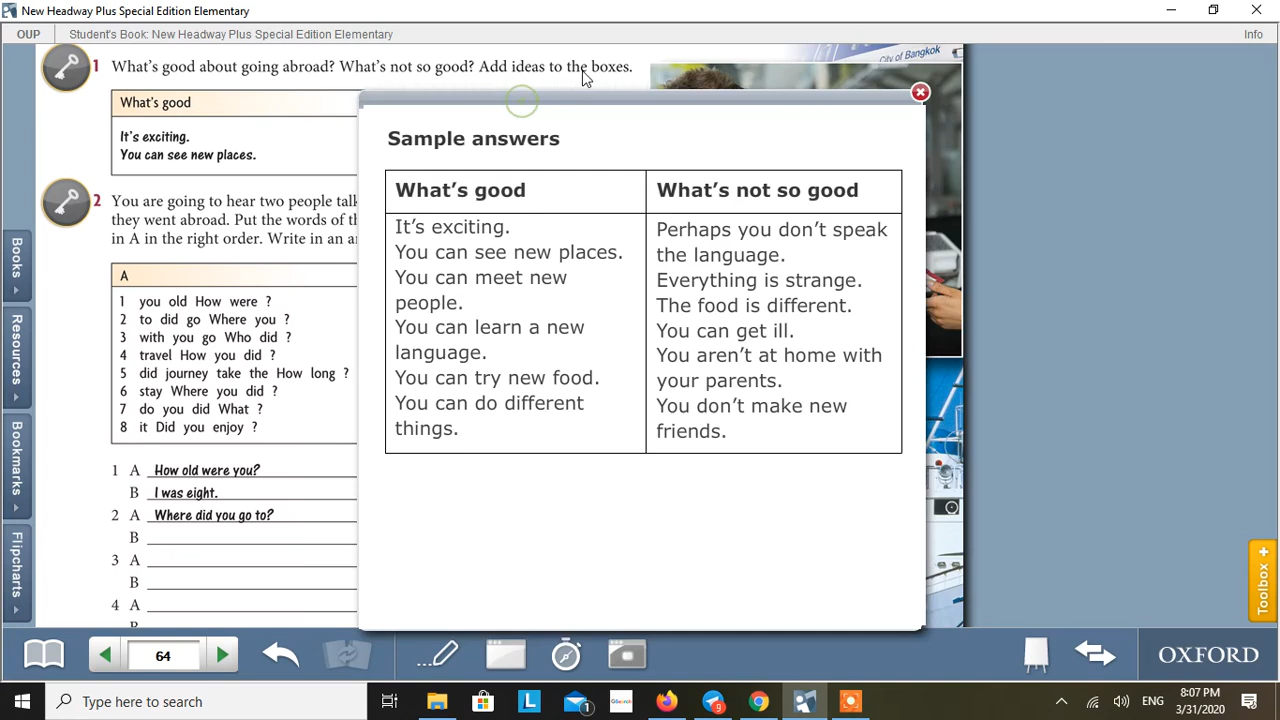 New Headway Plus Special Edition Elementary
OUP
Student's Book: New Headway Plus Special Edition Elementary
Info
City of Bangkok
1 What's good about going abroad? What's not so good? Add ideas to the boxes.
What's good
It's exciting.
You can see new places.
2 You are going to hear two people tal
they went abroad. Put the words of th
in A in the right order. Write in an a
A
1 you old How were ?
2 to did go Where you ?
3 with you go Who did ?
4 travel How you did ?
5 did journey take the How long ?
6 stay Where you did ?
7 do you did What ?
8 it Did you enjoy ?
1 A How old were you?
B I was eight.
2 A Where did you go to?
B
3 A
B
4 A
Sample answers
What's good
It's exciting.
You can see new places.
You can meet new
people.
You can learn a new
language.
You can try new food.
You can do different
things.
What's not so good
Perhaps you don't speak
the language.
Everything is strange.
The food is different.
You can get ill.
You aren't at home with
your parents.
You don't make new
friends.
Books
Resources
Bookmarks
Flipcharts
Toolbox +
64
OXFORD
Type here to search
L
GSearch
1
9
ENG
8:07 PM
3/31/2020